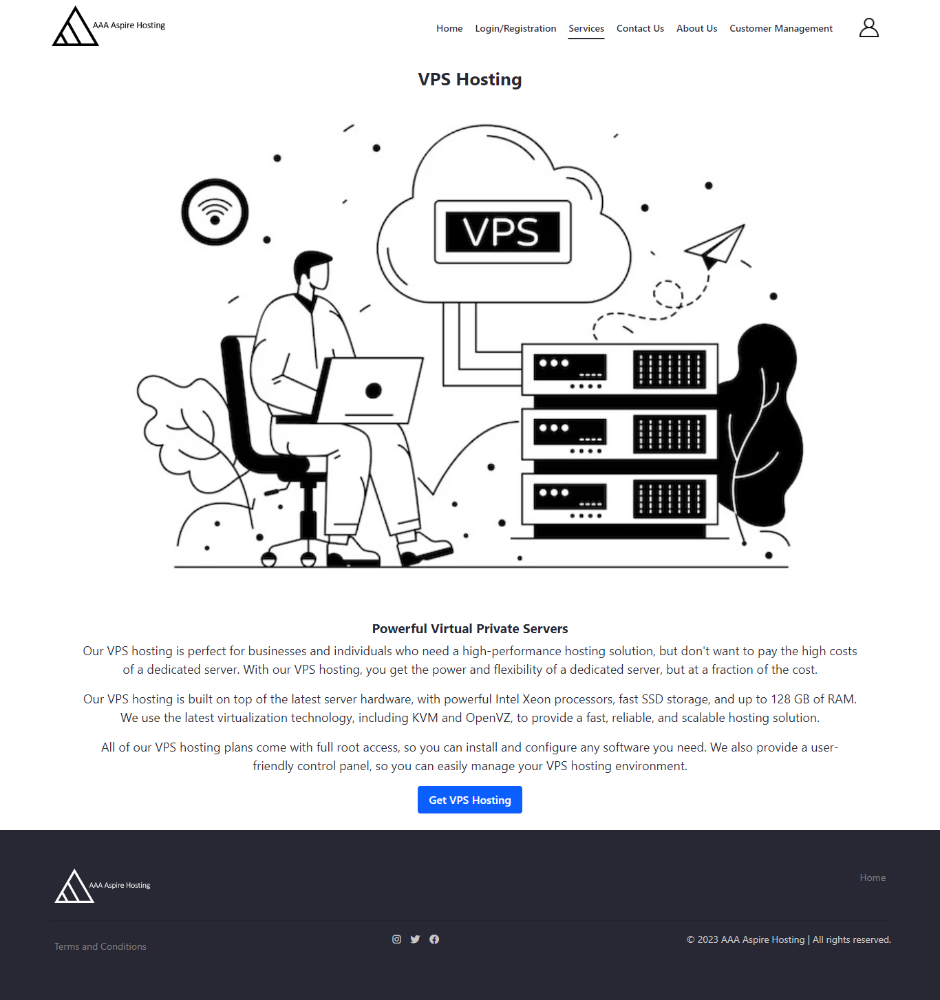 AAA Aspire Hosting
Home Login/Registration Services Contact Us About Us Customer Management
VPS Hosting
VPS
Powerful Virtual Private Servers
Our VPS hosting is perfect for businesses and individuals who need a high-performance hosting solution, but don't want to pay the high costs
of a dedicated server. With our VPS hosting, you get the power and flexibility of a dedicated server, but at a fraction of the cost.
Our VPS hosting is built on top of the latest server hardware, with powerful Intel Xeon processors, fast SSD storage, and up to 128 GB of RAM.
We use the latest virtualization technology, including KVM and OpenVZ, to provide a fast, reliable, and scalable hosting solution.
All of our VPS hosting plans come with full root access, so you can install and configure any software you need. We also provide a user-
friendly control panel, so you can easily manage your VPS hosting environment.
Get VPS Hosting
AAA Aspire Hosting
Home
Terms and Conditions
© 2023 AAA Aspire Hosting | All rights reserved.